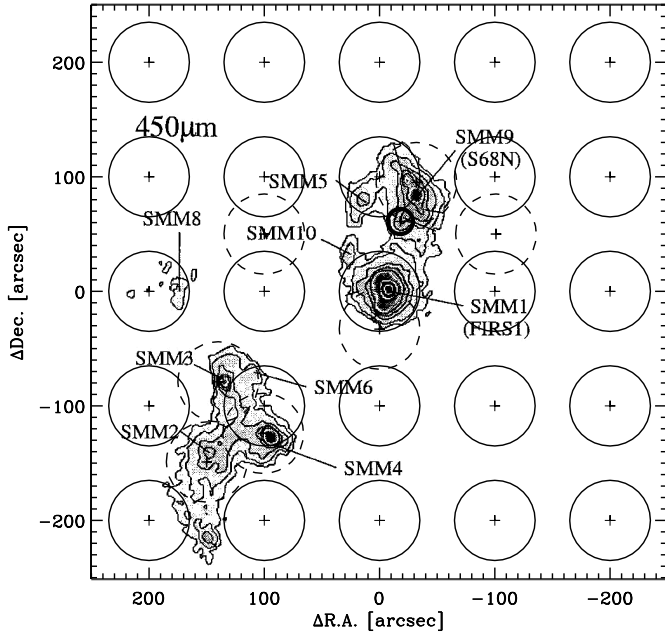 200
450μm
SMM9
(S68N)
100
SMM5
SMM8
SMM10
ΔDec. [arcsec]
0
SMM1
(FIRS1)
SMM3
SMM6
-100
SMM2
SMM4
-200
200 100 0 -100 -200
ΔR.A. [arcsec]